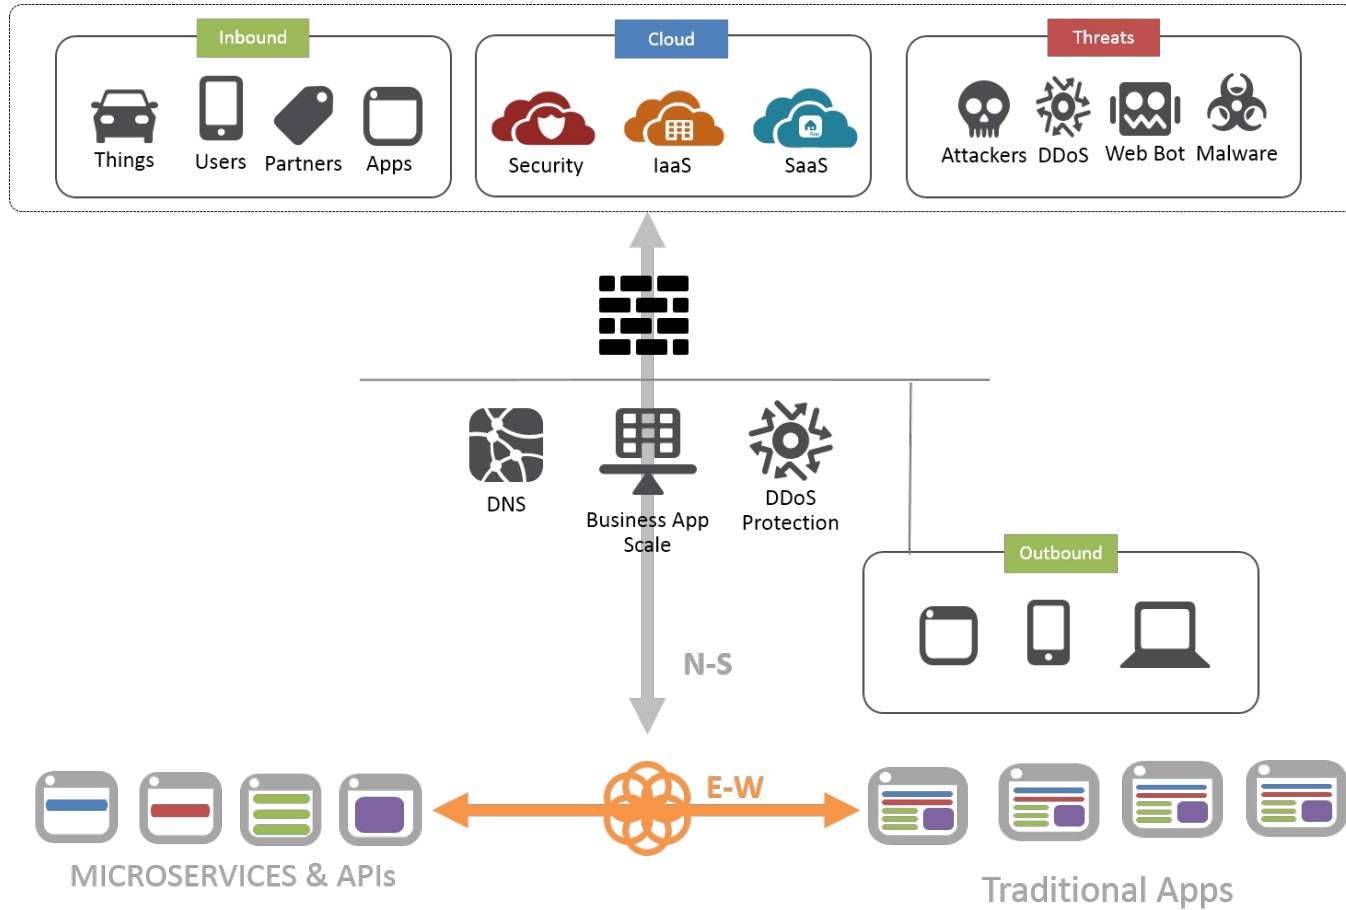 Inbound
Cloud
Threats
Things
Users
Partners
Apps
Security
IaaS
SaaS
App
Attackers
DDoS
Web Bot
Malware
DNS
Business App
Scale
DDoS
Protection
Outbound
N-S
E-W
MICROSERVICES & APIs
Traditional Apps